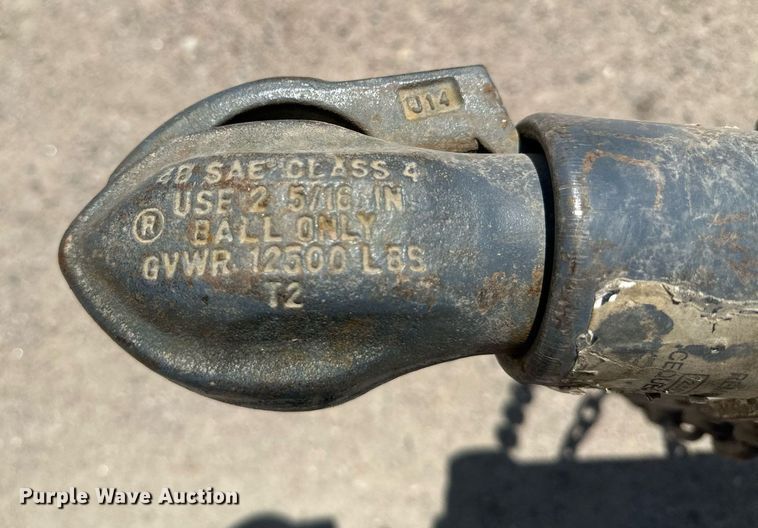 U14
SAE CLASS 4
USE 2 5/16 IN
® BALL ONLY
GVWR 12500 LBS
T2
Purple Wave Auction